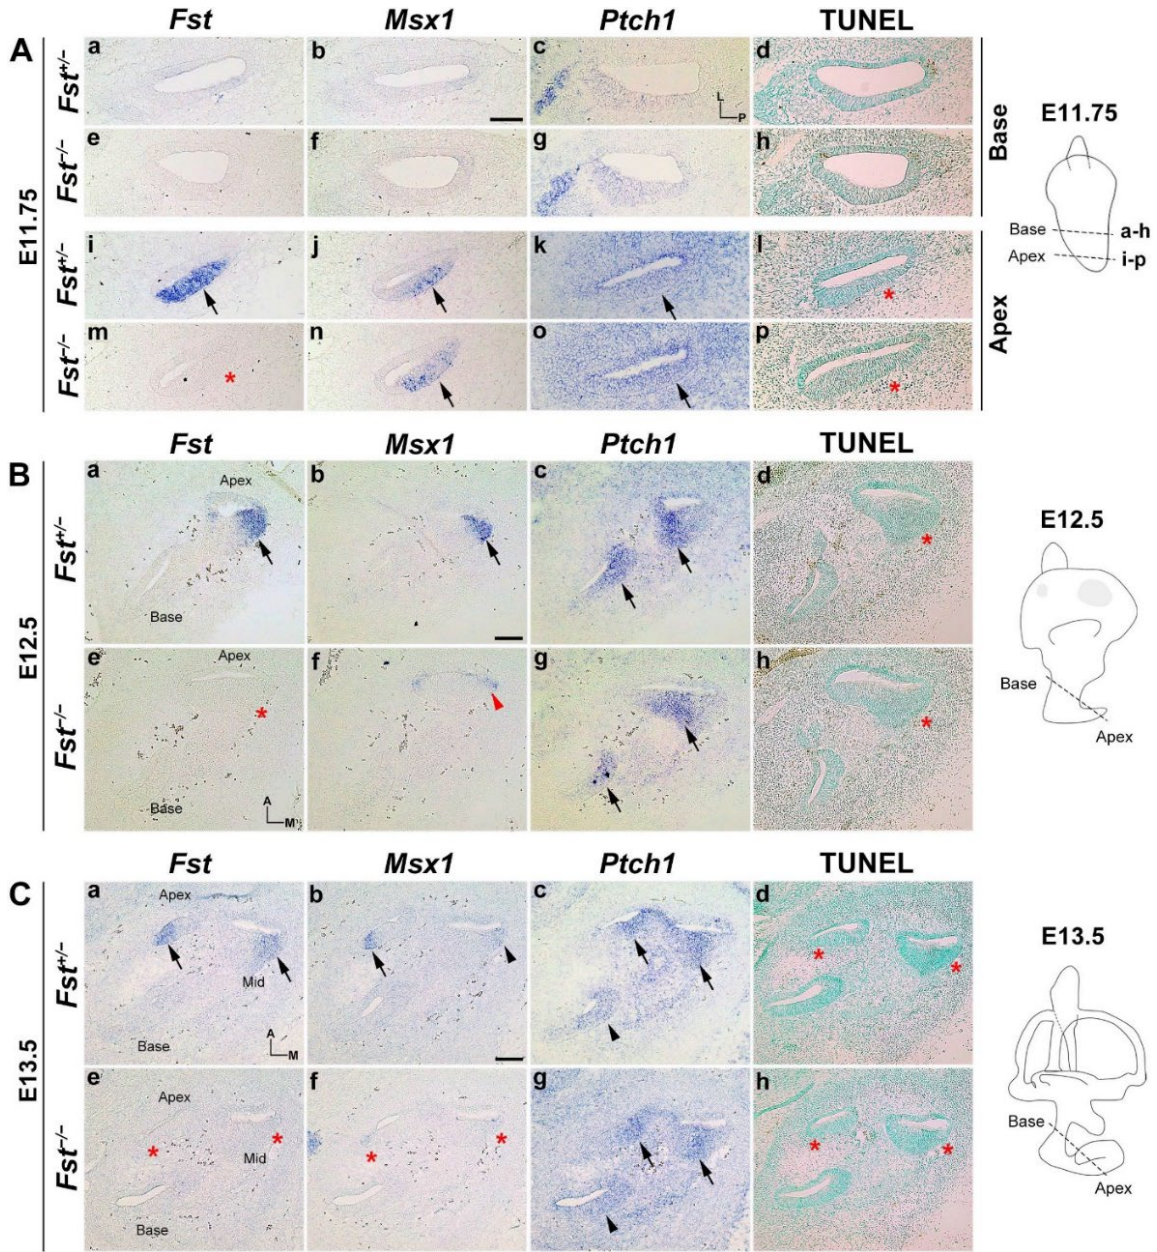 Fst Msx1 Ptch1 TUNEL
A
E11.75
Fst+/−
a b c d
L
P
Fst−/−
e f g h
Base
Fst+/−
i j k l
Fst−/−
m * n o p
* *
Apex
E11.75
Base a-h
Apex i-p
Fst Msx1 Ptch1 TUNEL
B
E12.5
Fst+/−
a b c d
Apex
*
Base
Fst−/−
e f g h
Apex
* *
Base
A
M
E12.5
Base
Apex
Fst Msx1 Ptch1 TUNEL
C
E13.5
Fst+/−
a b c d
Apex
* *
Mid
Base
A
M
Fst−/−
e f g h
Apex
* * * * * *
Mid
Base
E13.5
Base
Apex